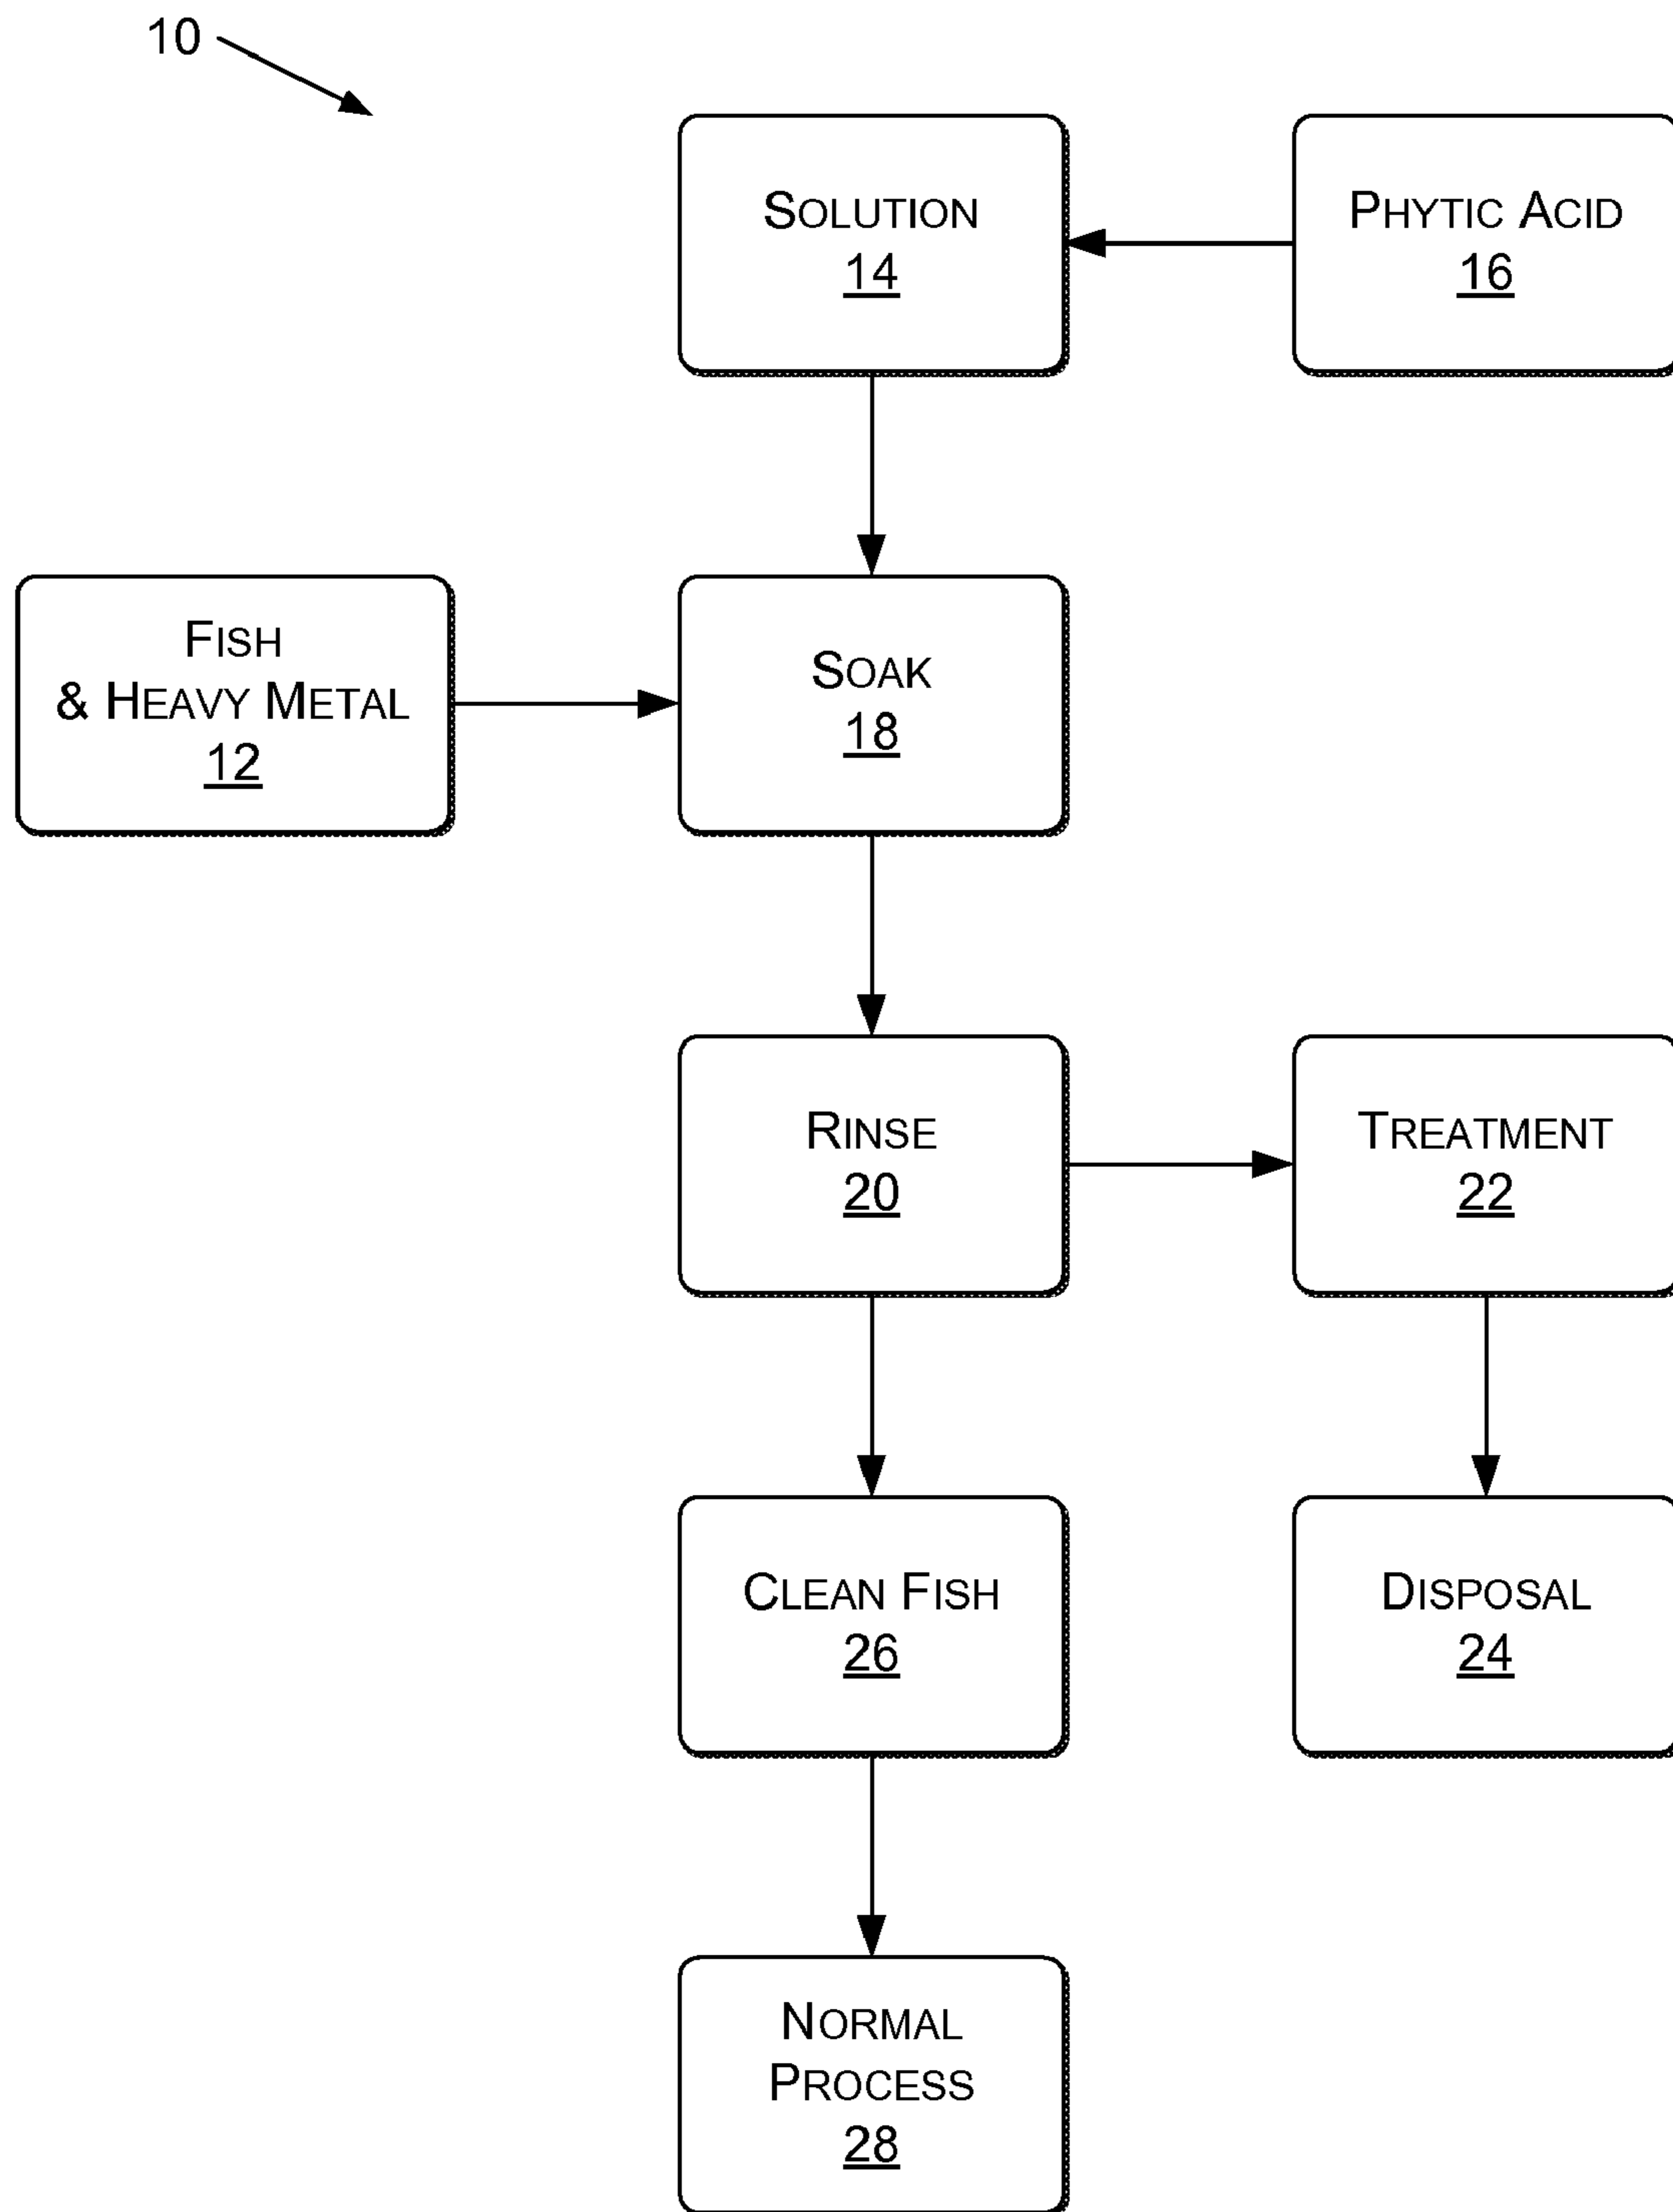 10
SOLUTION
14
PHYTIC ACID
16
FISH
& HEAVY METAL
12
SOAK
18
RINSE
20
TREATMENT
22
CLEAN FISH
26
DISPOSAL
24
NORMAL
PROCESS
28